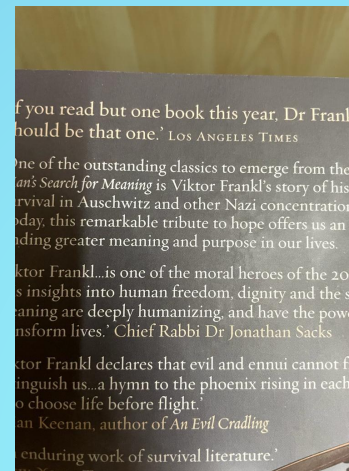 f you read but one book this year, Dr Frankl
hould be that one.' LOS ANGELES TIMES
ne of the outstanding classics to emerge from the
an's Search for Meaning is Viktor Frankl's story of his
rvival in Auschwitz and other Nazi concentration
oday, this remarkable tribute to hope offers us an
nding greater meaning and purpose in our lives.
ktor Frankl...is one of the moral heroes of the 20
s insights into human freedom, dignity and the s
eaning are deeply humanizing, and have the powe
nsform lives.' Chief Rabbi Dr Jonathan Sacks
ktor Frankl declares that evil and ennui cannot f
inguish us...a hymn to the phoenix rising in each
o choose life before flight.'
an Keenan, author of An Evil Cradling
enduring work of survival literature.'